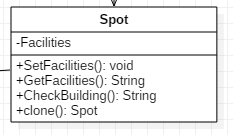 Spot
-Facilities
+SetFacilities(): void
+GetFacilities(): String
+CheckBuilding(): String
+clone(): Spot